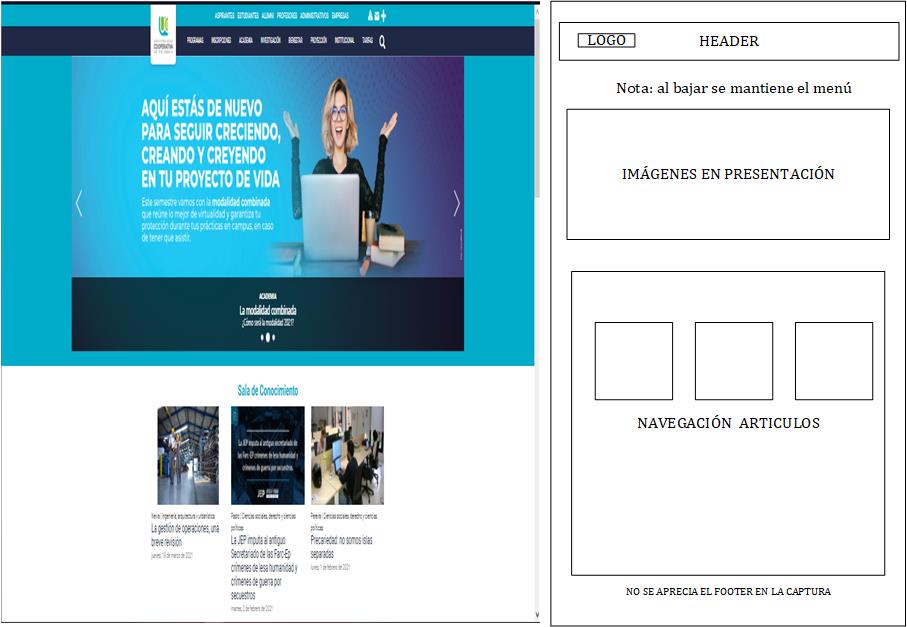 ASPIRANTES ESTUDIANTES ALUMNI PROFESORES ADMINISTRATIVOS EMPRESAS
COOPERATIVA
PROGRAMAS INSCRIPCIONES ACADEMIA INVESTIGACIÓN BIENESTAR PROYECCIÓN INSTITUCIONAL TARIFAS
AQUÍ ESTÁS DE NUEVO
PARA SEGUIR CRECIENDO,
CREANDO Y CREYENDO
EN TU PROYECTO DE VIDA
Este semestre vamos con la modalidad combinada
que reúne lo mejor de virtualidad y garantiza tu
protección durante tus prácticas en campus, en caso
de tener que asistir.
ACADEMIA
La modalidad combinada
¿Cómo será la modalidad 2021?
Sala de Conocimiento
La JEP imputa al antiguo secretariado de
las Farc-EP crímenes de lesa humanidad y
crímenes de guerra por secuestros.
JEP
Neiva | Ingeniería, arquitectura y urbanística
La gestión de operaciones, una
breve revisión
jueves, 18 de marzo de 2021
Pasto | Ciencias sociales, derecho y ciencias
políticas
La JEP imputa al antiguo
Secretariado de las Farc-Ep
crímenes de lesa humanidad y
crímenes de guerra por
secuestros
martes, 2 de febrero de 2021
Pereira | Ciencias sociales, derecho y ciencias
políticas
Precariedad: no somos islas
separadas
lunes, 1 de febrero de 2021
LOGO
HEADER
Nota: al bajar se mantiene el menú
IMÁGENES EN PRESENTACIÓN
NAVEGACIÓN ARTICULOS
NO SE APRECIA EL FOOTER EN LA CAPTURA